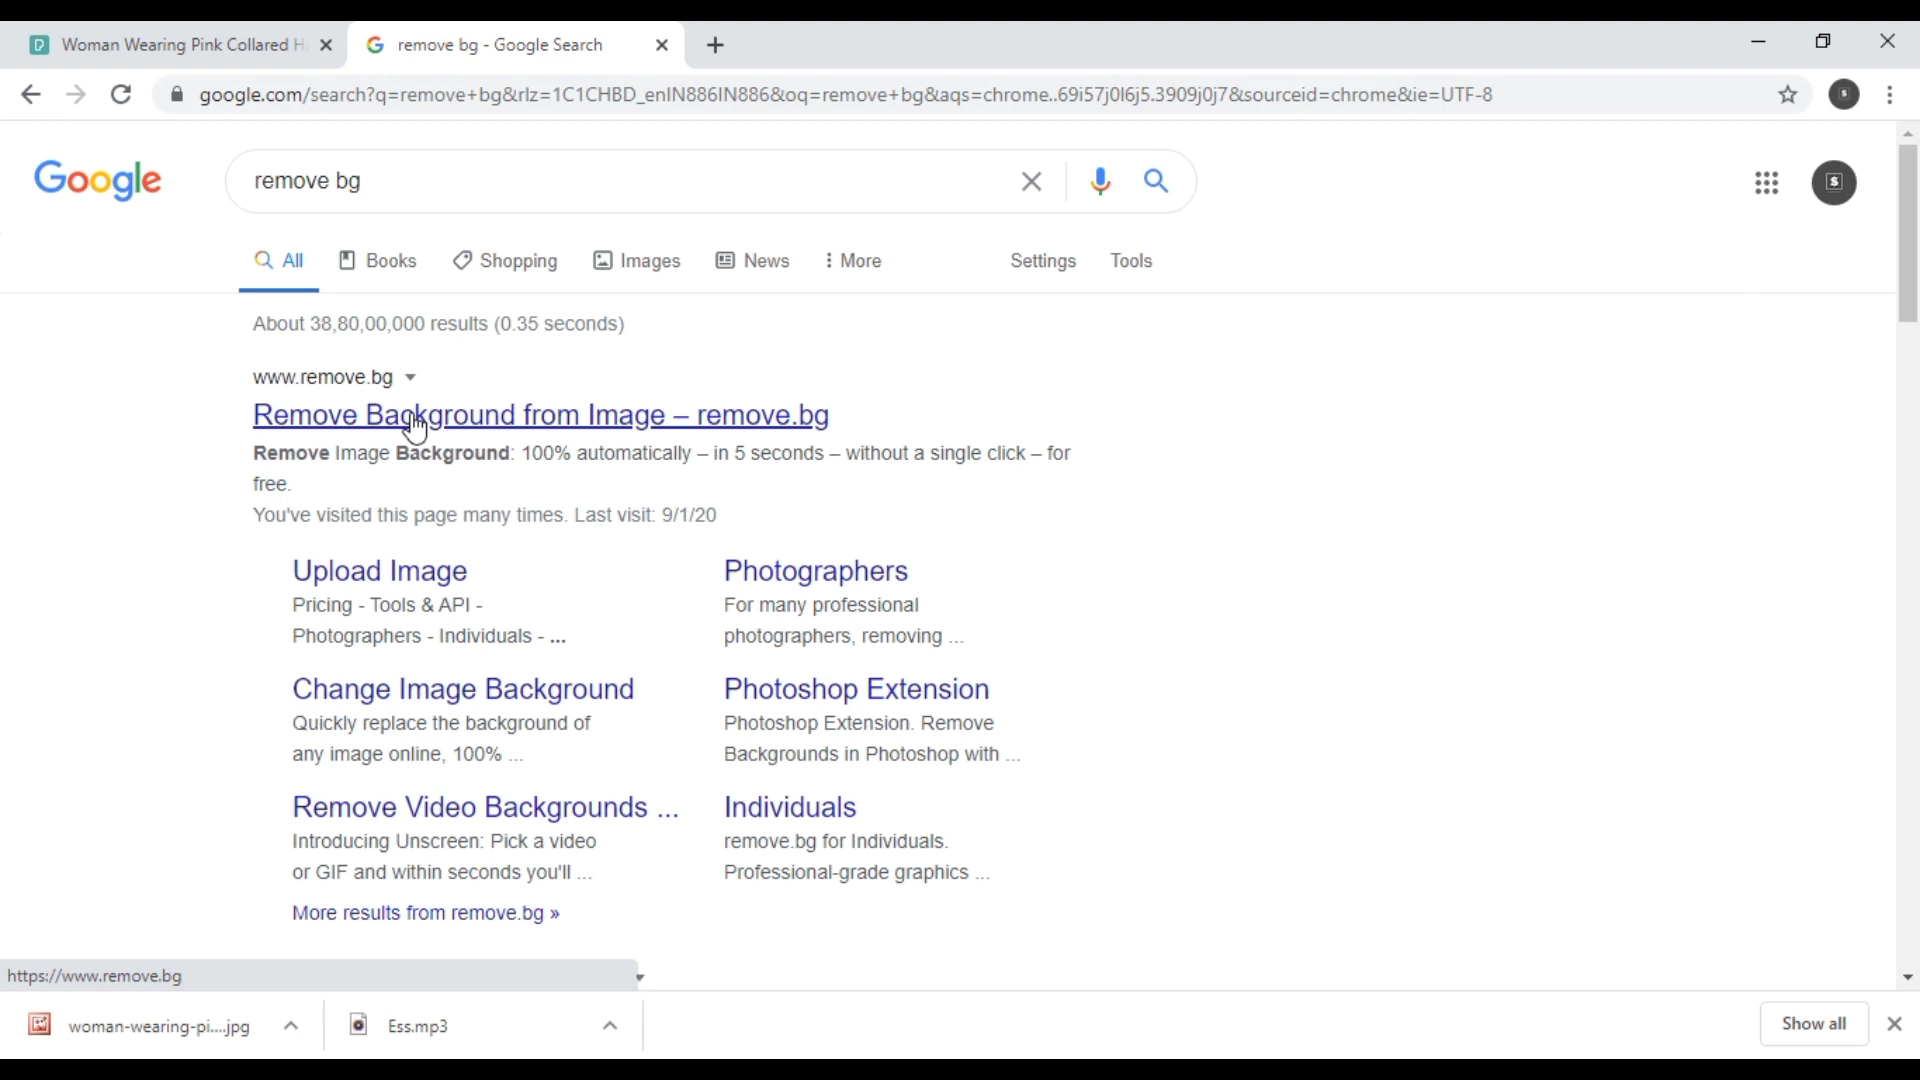 Woman Wearing Pink Collared H
remove bg - Google Search
google.com/search?q=remove+bg&rlz=1C1CHBD_enIN886IN886&oq=remove+bg&aqs=chrome..69i57j0l6j5.3909j0j7&sourceid=chrome&ie=UTF-8
Google
remove bg
All Books Shopping Images News More Settings Tools
About 38,80,00,000 results (0.35 seconds)
www.remove.bg
Remove Background from Image – remove.bg
Remove Image Background: 100% automatically – in 5 seconds – without a single click – for
free.
You've visited this page many times. Last visit: 9/1/20
Upload Image
Pricing - Tools & API -
Photographers - Individuals - ...
Photographers
For many professional
photographers, removing ...
Change Image Background
Quickly replace the background of
any image online, 100% ...
Photoshop Extension
Photoshop Extension. Remove
Backgrounds in Photoshop with ...
Remove Video Backgrounds ...
Introducing Unscreen: Pick a video
or GIF and within seconds you'll ...
Individuals
remove.bg for Individuals.
Professional-grade graphics ...
More results from remove.bg »
https://www.remove.bg
woman-wearing-pi....jpg
Ess.mp3
Show all